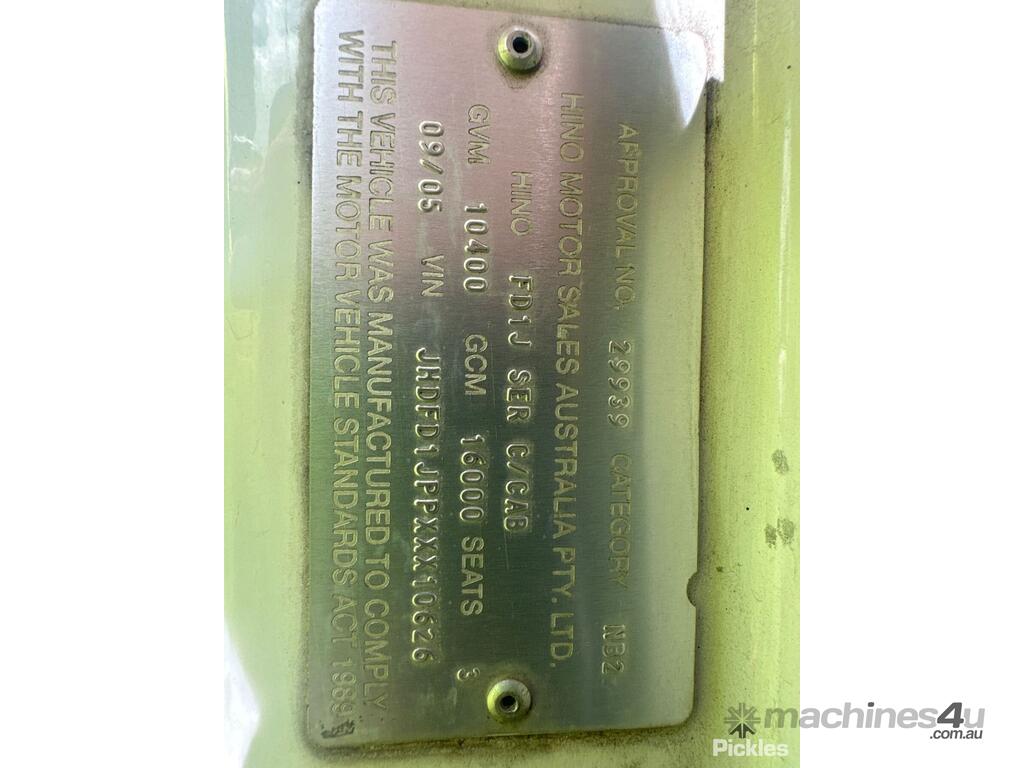 APPROVAL NO. 29939 CATEGORY NB2
HINO MOTOR SALES AUSTRALIA PTY. LTD.
HINO FD1J SER C/CAB
GVM 10400 GCM 16000 SEATS 3
09/05 VIN JHDFD1JPPXXX10626
THIS VEHICLE WAS MANUFACTURED TO COMPLY
WITH THE MOTOR VEHICLE STANDARDS ACT 1989
machines4u
.com.au
Pickles